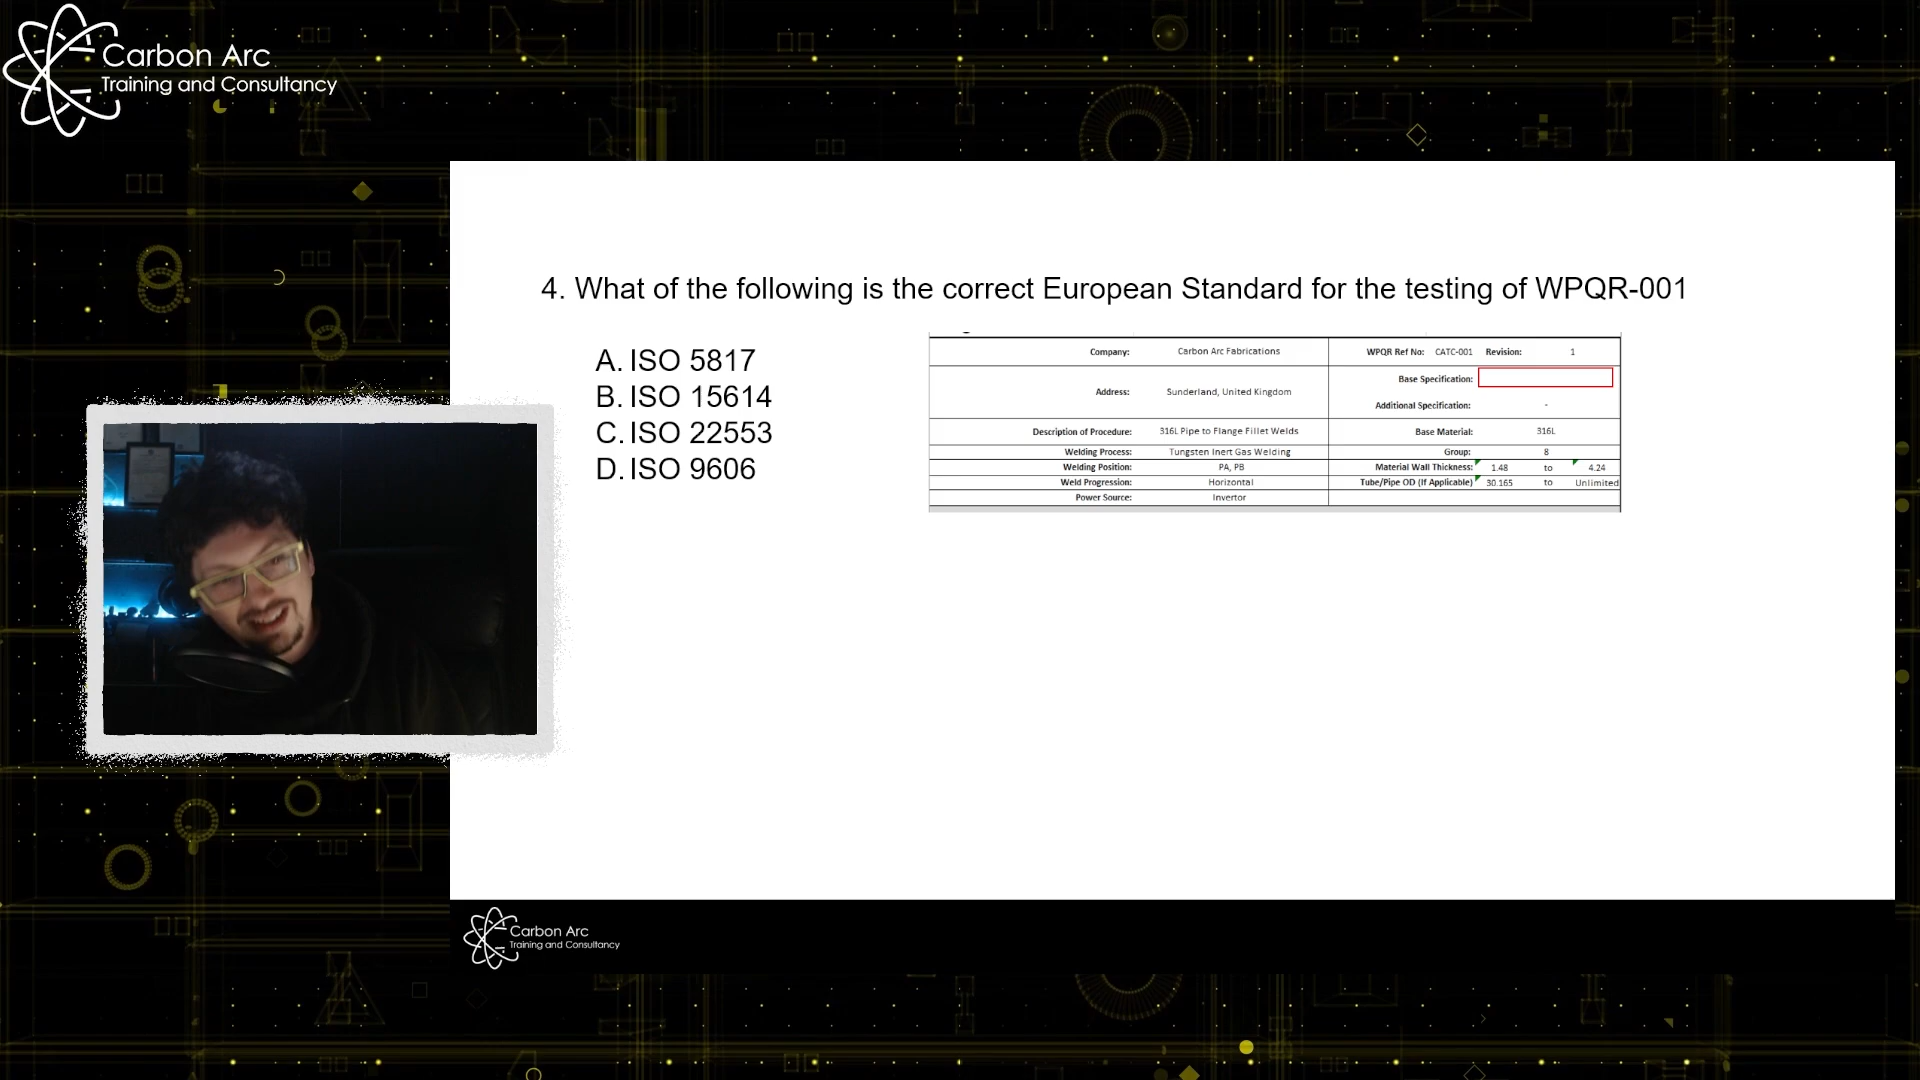 Carbon Arc
Training and Consultancy
4. What of the following is the correct European Standard for the testing of WPQR-001
A. ISO 5817
B. ISO 15614
C. ISO 22553
D. ISO 9606
Company: Carbon Arc Fabrications WPQR Ref No: CATC-001 Revision: 1
Base Specification:
Address: Sunderland, United Kingdom
Additional Specification: -
Description of Procedure: 316L Pipe to Flange Fillet Welds Base Material: 316L
Welding Process: Tungsten Inert Gas Welding Group: 8
Welding Position: PA, PB Material Wall Thickness: 1.48 to 4.24
Weld Progression: Horizontal Tube/Pipe OD (If Applicable) 30.165 to Unlimited
Power Source: Invertor
Carbon Arc
Training and Consultancy